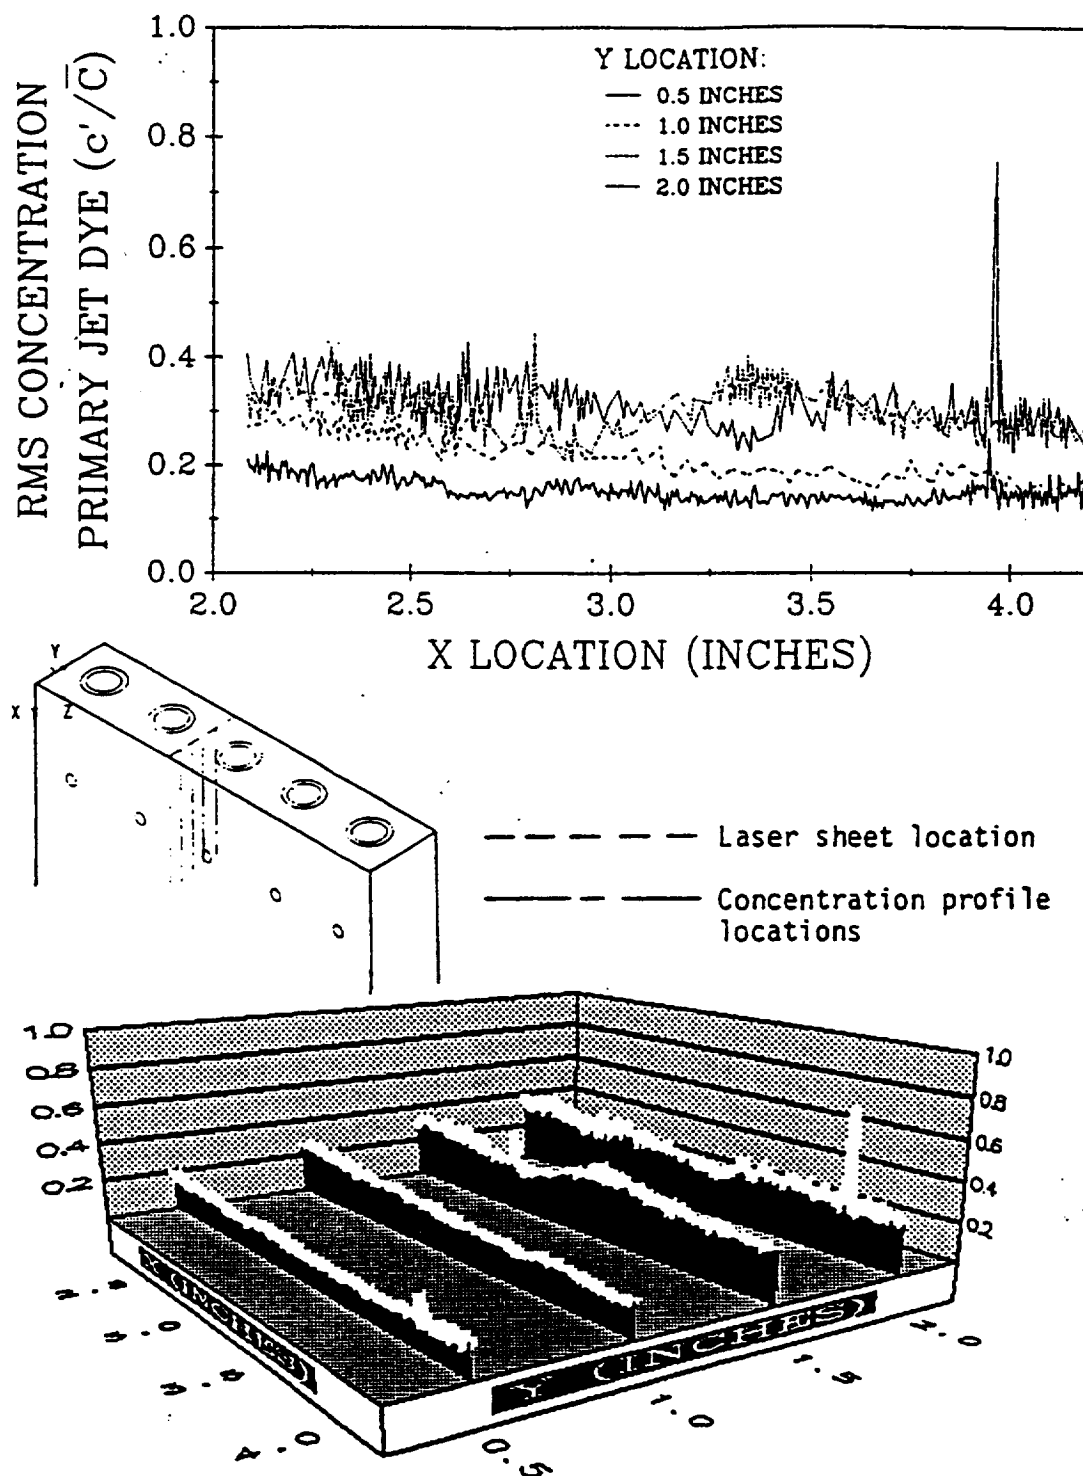 1.0
0.8
0.6
0.4
0.2
0.0
RMS CONCENTRATION
PRIMARY JET DYE (c'/C̅)
Y LOCATION:
0.5 INCHES
1.0 INCHES
1.5 INCHES
2.0 INCHES
2.0 2.5 3.0 3.5 4.0
X LOCATION (INCHES)
Y
X Z
Laser sheet location
Concentration profile
locations
1.0
0.8
0.6
0.4
0.2
1.0
0.8
0.6
0.4
0.2
X (INCHES)
4.0
Y (INCHES)
0.5
1.0
1.5
2.0